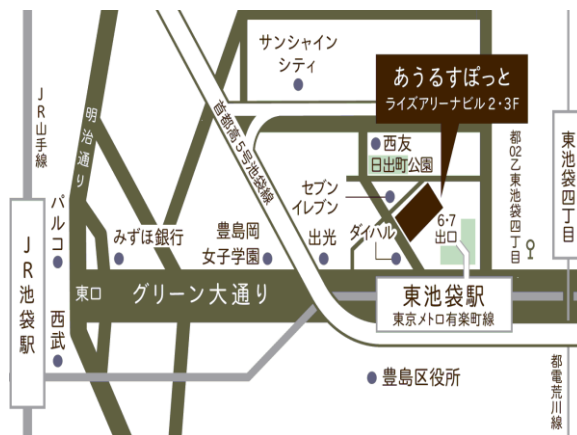 サンシャイン
シティ
あうるすぽっと
ライズアリーナビル2・3F
JR山手線
明治通り
首都高5号池袋線
西友
日出町公園
都02乙東池袋四丁目
東池袋四丁目
セブン
イレブン
パルコ
みずほ銀行
豊島岡
女子学園
出光
ダイハル
6・7
出口
JR池袋駅
東口
グリーン大通り
東池袋駅
東京メトロ有楽町線
西武
豊島区役所
都電荒川線